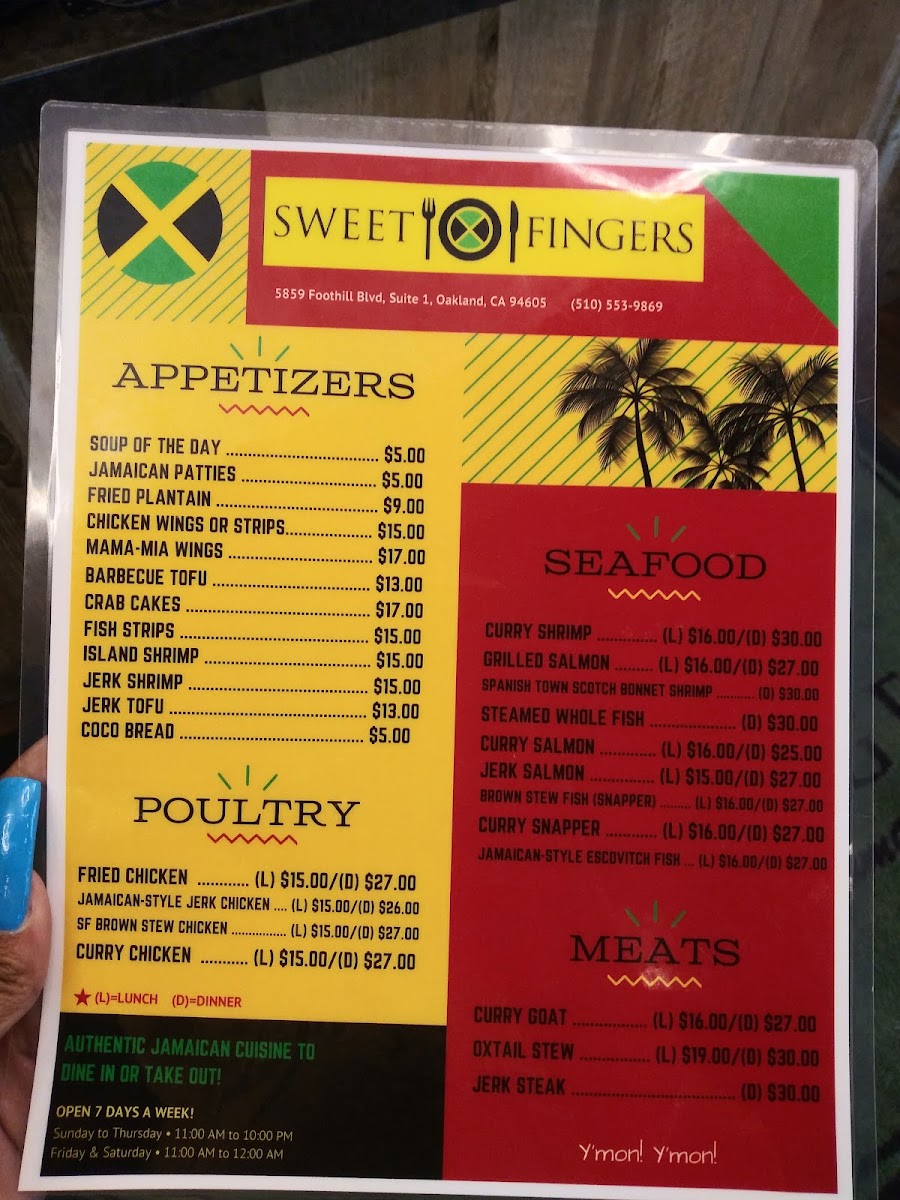 SWEET FINGERS
5859 Foothill Blvd, Suite 1, Oakland, CA 94605 (510) 553-9869
APPETIZERS
SOUP OF THE DAY ........................................ $5.00
JAMAICAN PATTIES ................................... $5.00
FRIED PLANTAIN .......................................... $9.00
CHICKEN WINGS OR STRIPS...................... $15.00
MAMA-MIA WINGS ..................................... $17.00
BARBECUE TOFU ......................................... $13.00
CRAB CAKES ................................................ $17.00
FISH STRIPS ................................................. $15.00
ISLAND SHRIMP ........................................... $15.00
JERK SHRIMP ............................................... $15.00
JERK TOFU ................................................... $13.00
COCO BREAD ................................................ $5.00
POULTRY
FRIED CHICKEN ........... (L) $15.00/(D) $27.00
JAMAICAN-STYLE JERK CHICKEN .... (L) $15.00/(D) $26.00
SF BROWN STEW CHICKEN ................. (L) $15.00/(D) $27.00
CURRY CHICKEN .......... (L) $15.00/(D) $27.00
★ (L)=LUNCH (D)=DINNER
AUTHENTIC JAMAICAN CUISINE TO
DINE IN OR TAKE OUT!
OPEN 7 DAYS A WEEK!
Sunday to Thursday • 11:00 AM to 10:00 PM
Friday & Saturday • 11:00 AM to 12:00 AM
SEAFOOD
CURRY SHRIMP .............. (L) $16.00/(D) $30.00
GRILLED SALMON ......... (L) $16.00/(D) $27.00
SPANISH TOWN SCOTCH BONNET SHRIMP .......... (D) $30.00
STEAMED WHOLE FISH .................... (D) $30.00
CURRY SALMON ............. (L) $16.00/(D) $25.00
JERK SALMON ................ (L) $15.00/(D) $27.00
BROWN STEW FISH (SNAPPER) ........ (L) $16.00/(D) $27.00
CURRY SNAPPER ............ (L) $16.00/(D) $27.00
JAMAICAN-STYLE ESCOVITCH FISH ... (L) $16.00/(D) $27.00
MEATS
CURRY GOAT .................. (L) $16.00/(D) $27.00
OXTAIL STEW ................. (L) $19.00/(D) $30.00
JERK STEAK ......................................... (D) $30.00
Y'mon! Y'mon!